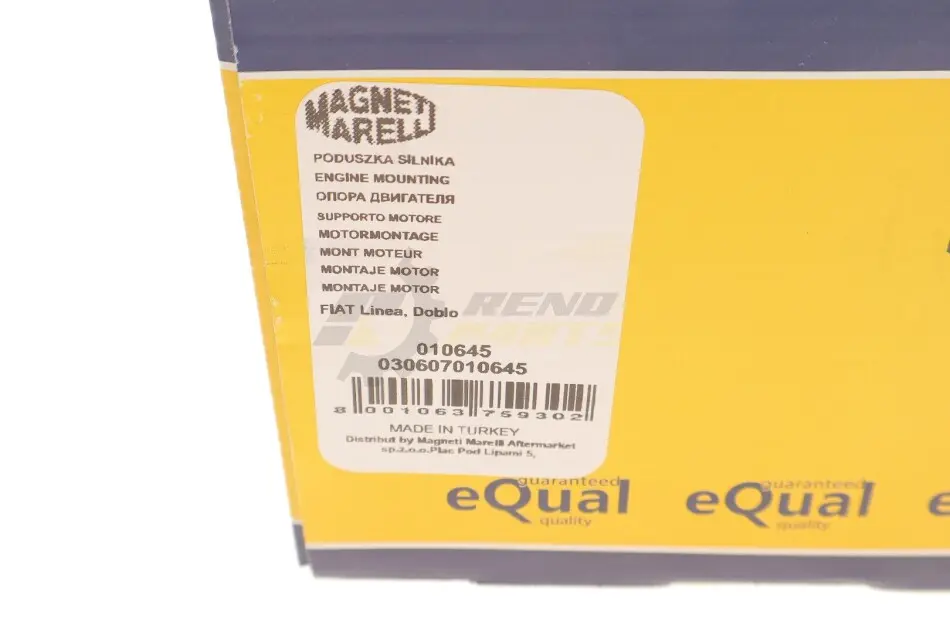 MAGNETI
MARELLI
PODUSZKA SILNIKA
ENGINE MOUNTING
ОПОРА ДВИГАТЕЛЯ
SUPPORTO MOTORE
MOTORMONTAGE
MONT MOTEUR
MONTAJE MOTOR
MONTAJE MOTOR
FIAT Linea, Doblo
RENO
PARTS
010645
030607010645
8 001063 759302
MADE IN TURKEY
Distribut by Magneti Marelli Aftermarket
sp.z.o.o.Plac Pod Lipami 5,
guaranteed guaranteed
eQual eQual e
quality quality